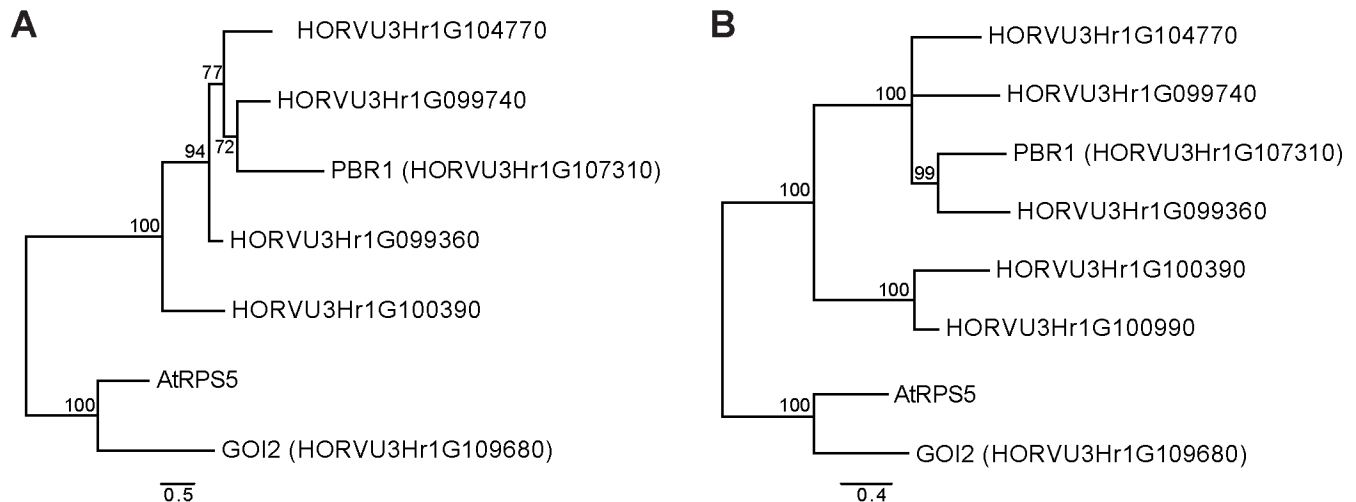 A
HORVU3Hr1G104770
77
HORVU3Hr1G099740
72
PBR1 (HORVU3Hr1G107310)
94
100
HORVU3Hr1G099360
HORVU3Hr1G100390
AtRPS5
100
GOI2 (HORVU3Hr1G109680)
0.5
B
HORVU3Hr1G104770
100
HORVU3Hr1G099740
PBR1 (HORVU3Hr1G107310)
99
100
HORVU3Hr1G099360
HORVU3Hr1G100390
100
HORVU3Hr1G100990
AtRPS5
100
GOI2 (HORVU3Hr1G109680)
0.4